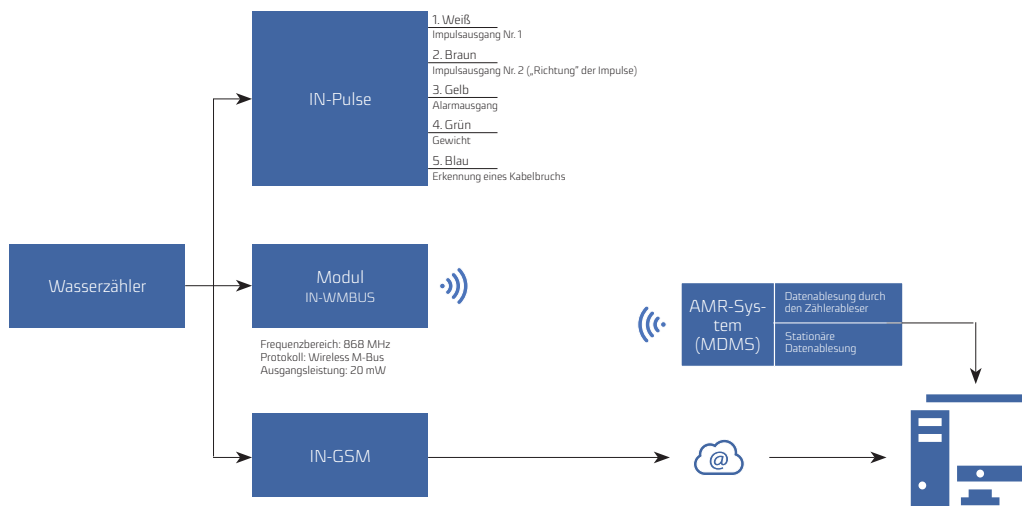 1. Weiß
Impulsausgang Nr. 1
2. Braun
Impulsausgang Nr. 2 („Richtung“ der Impulse)
IN-Pulse
3. Gelb
Alarmausgang
4. Grün
Gewicht
5. Blau
Erkennung eines Kabelbruchs
Wasserzähler
Modul
IN-WMBUS
Frequenzbereich: 868 MHz
Protokoll: Wireless M-Bus
Ausgangsleistung: 20 mW
AMR-Sys-
tem
(MDMS)
Datenablesung durch
den Zählerableser
Stationäre
Datenablesung
IN-GSM
@